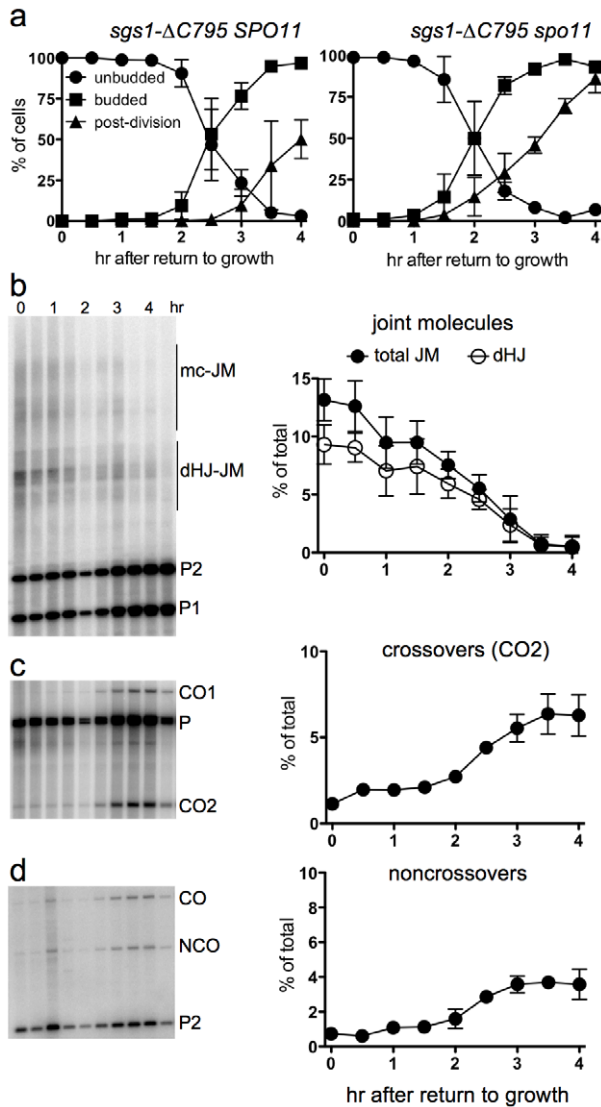 a
sgs1-ΔC795 SPO11
sgs1-ΔC795 spo11
% of cells
100
75
50
25
0
unbudded
budded
post-division
0 1 2 3 4
hr after return to growth
100
75
50
25
0
0 1 2 3 4
hr after return to growth
b
0 1 2 3 4 hr
mc-JM
dHJ-JM
P2
P1
joint molecules
total JM dHJ
% of total
15
10
5
0
0 1 2 3 4
c
CO1
P
CO2
crossovers (CO2)
% of total
10
5
0
0 1 2 3 4
d
CO
NCO
P2
noncrossovers
% of total
10
8
6
4
2
0
0 1 2 3 4
hr after return to growth